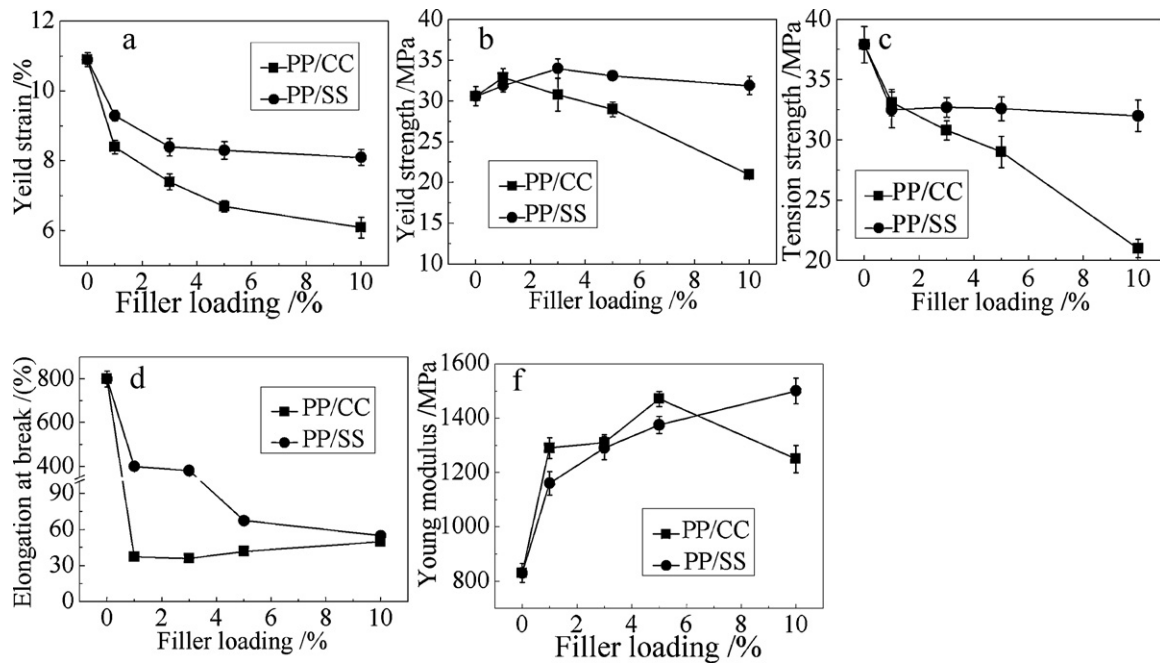 a
Yeild strain /%
12
10
8
6
PP/CC
PP/SS
0 2 4 6 8 10
Filler loading /%
b
Yeild strength /MPa
40
35
30
25
20
15
10
PP/CC
PP/SS
0 2 4 6 8 10
Filler loading /%
c
Tension strength /MPa
40
35
30
25
20
PP/CC
PP/SS
0 2 4 6 8 10
Filler loading /%
d
Elongation at break /(%)
800
600
400
90
60
30
0
PP/CC
PP/SS
0 2 4 6 8 10
Filler loading /%
f
Young modulus /MPa
1600
1400
1200
1000
800
PP/CC
PP/SS
0 2 4 6 8 10
Filler loading /%